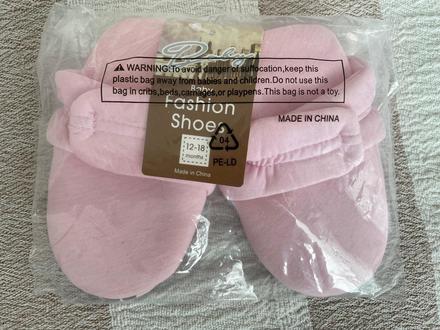 ⚠ WARNING:To avoid danger of suffocation,keep this
plastic bag away from babies and children.Do not use this
bag in cribs,beds,carriages,or playpens.This bag is not a toy.
Fashion
Shoes
MADE IN CHINA
12-18
months
Made in China
04
PE-LD